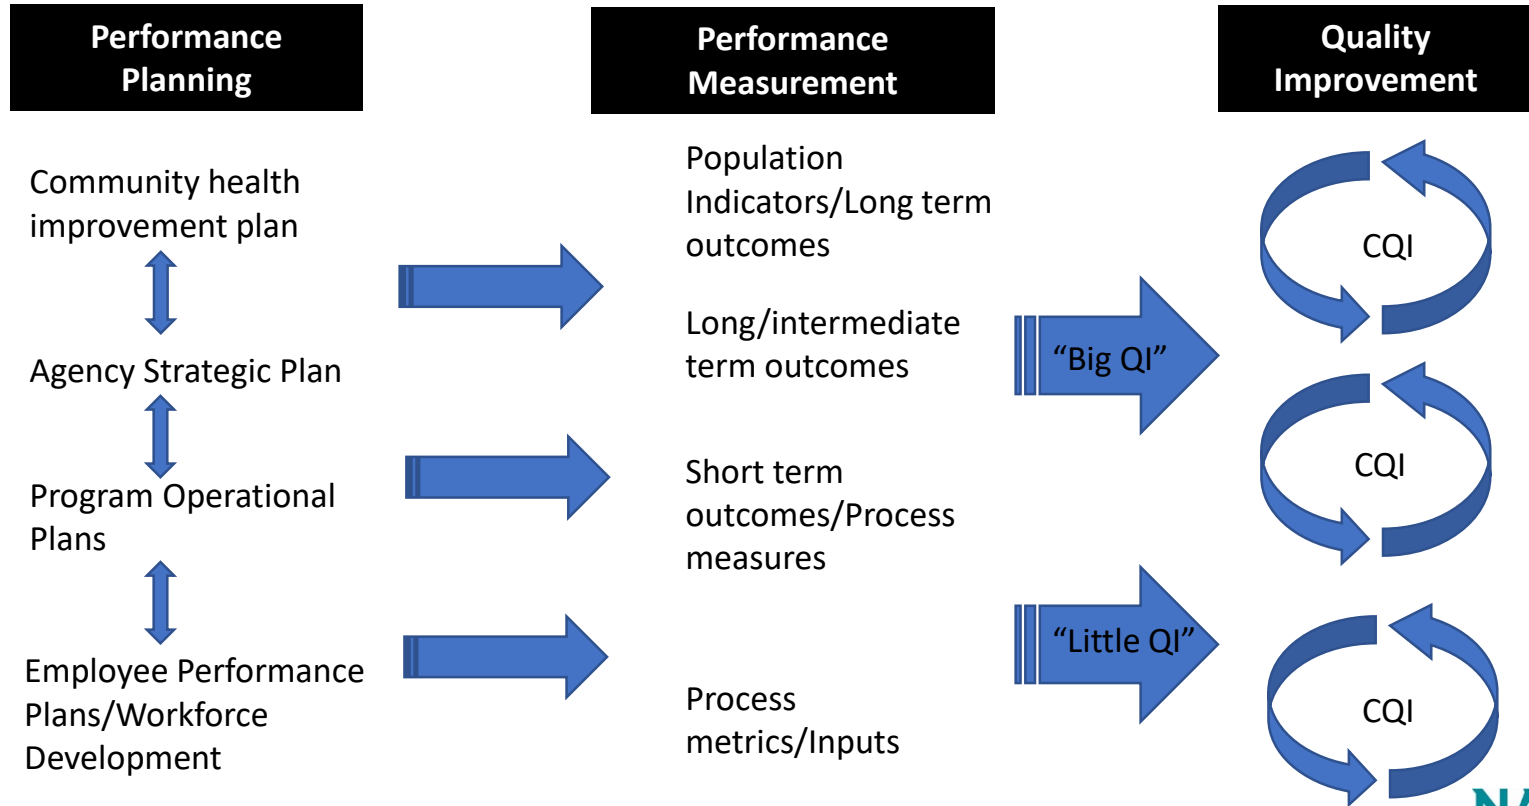 Performance
Planning
Performance
Measurement
Quality
Improvement
Community health
improvement plan
Agency Strategic Plan
Program Operational
Plans
Employee Performance
Plans/Workforce
Development
Population
Indicators/Long term
outcomes
Long/intermediate
term outcomes
Short term
outcomes/Process
measures
Process
metrics/Inputs
“Big QI”
“Little QI”
CQI
CQI
CQI